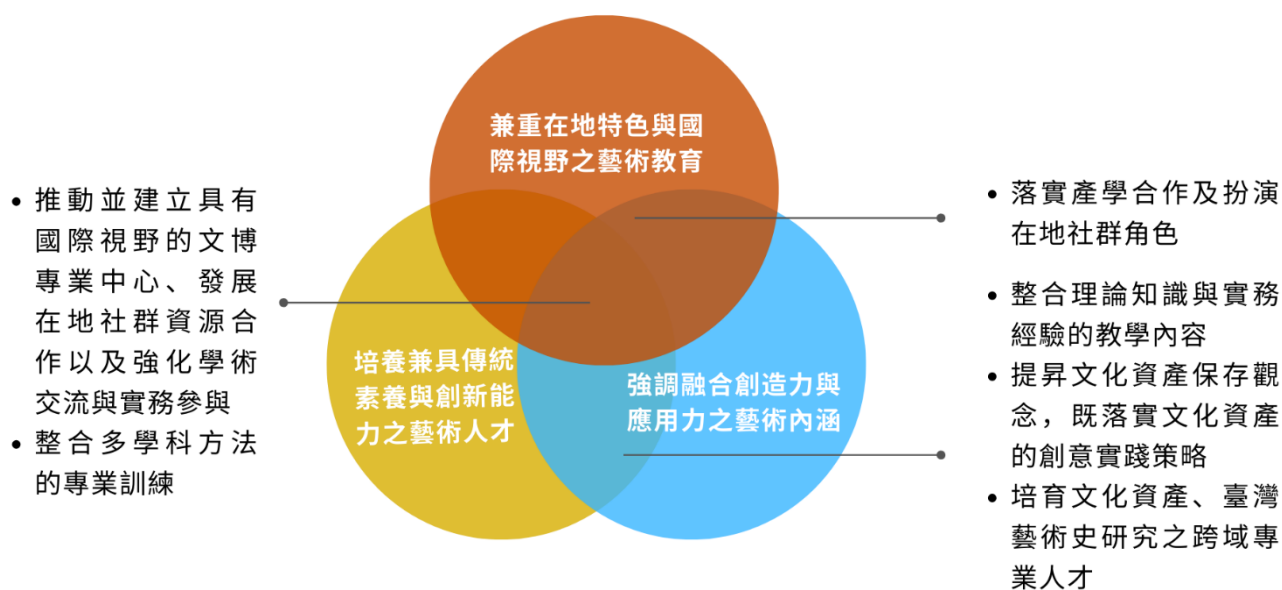 兼重在地特色與國
際視野之藝術教育
培養兼具傳統
素養與創新能
力之藝術人才
強調融合創造力與
應用力之藝術內涵
• 推動並建立具有
國際視野的文博
專業中心、發展
在地社群資源合
作以及強化學術
交流與實務參與
• 整合多學科方法
的專業訓練
• 落實產學合作及扮演
在地社群角色
• 整合理論知識與實務
經驗的教學內容
• 提昇文化資產保存觀
念，既落實文化資產
的創意實踐策略
• 培育文化資產、臺灣
藝術史研究之跨域專
業人才